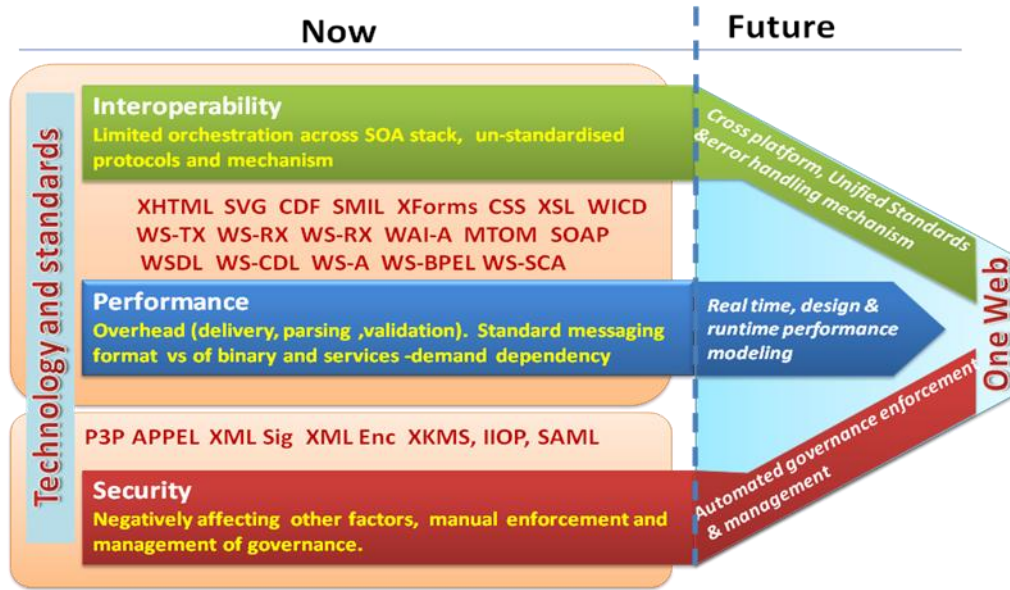 Now
Future
Technology and standards
Interoperability
Limited orchestration across SOA stack, un-standardised
protocols and mechanism
Cross platform, Unified Standards
&error handling mechanism
XHTML SVG CDF SMIL XForms CSS XSL WICD
WS-TX WS-RX WS-RX WAI-A MTOM SOAP
WSDL WS-CDL WS-A WS-BPEL WS-SCA
Performance
Overhead (delivery, parsing ,validation). Standard messaging
format vs of binary and services -demand dependency
Real time, design &
runtime performance
modeling
One Web
P3P APPEL XML Sig XML Enc XKMS, IIOP, SAML
Security
Negatively affecting other factors, manual enforcement and
management of governance.
Automated governance enforcement
& management